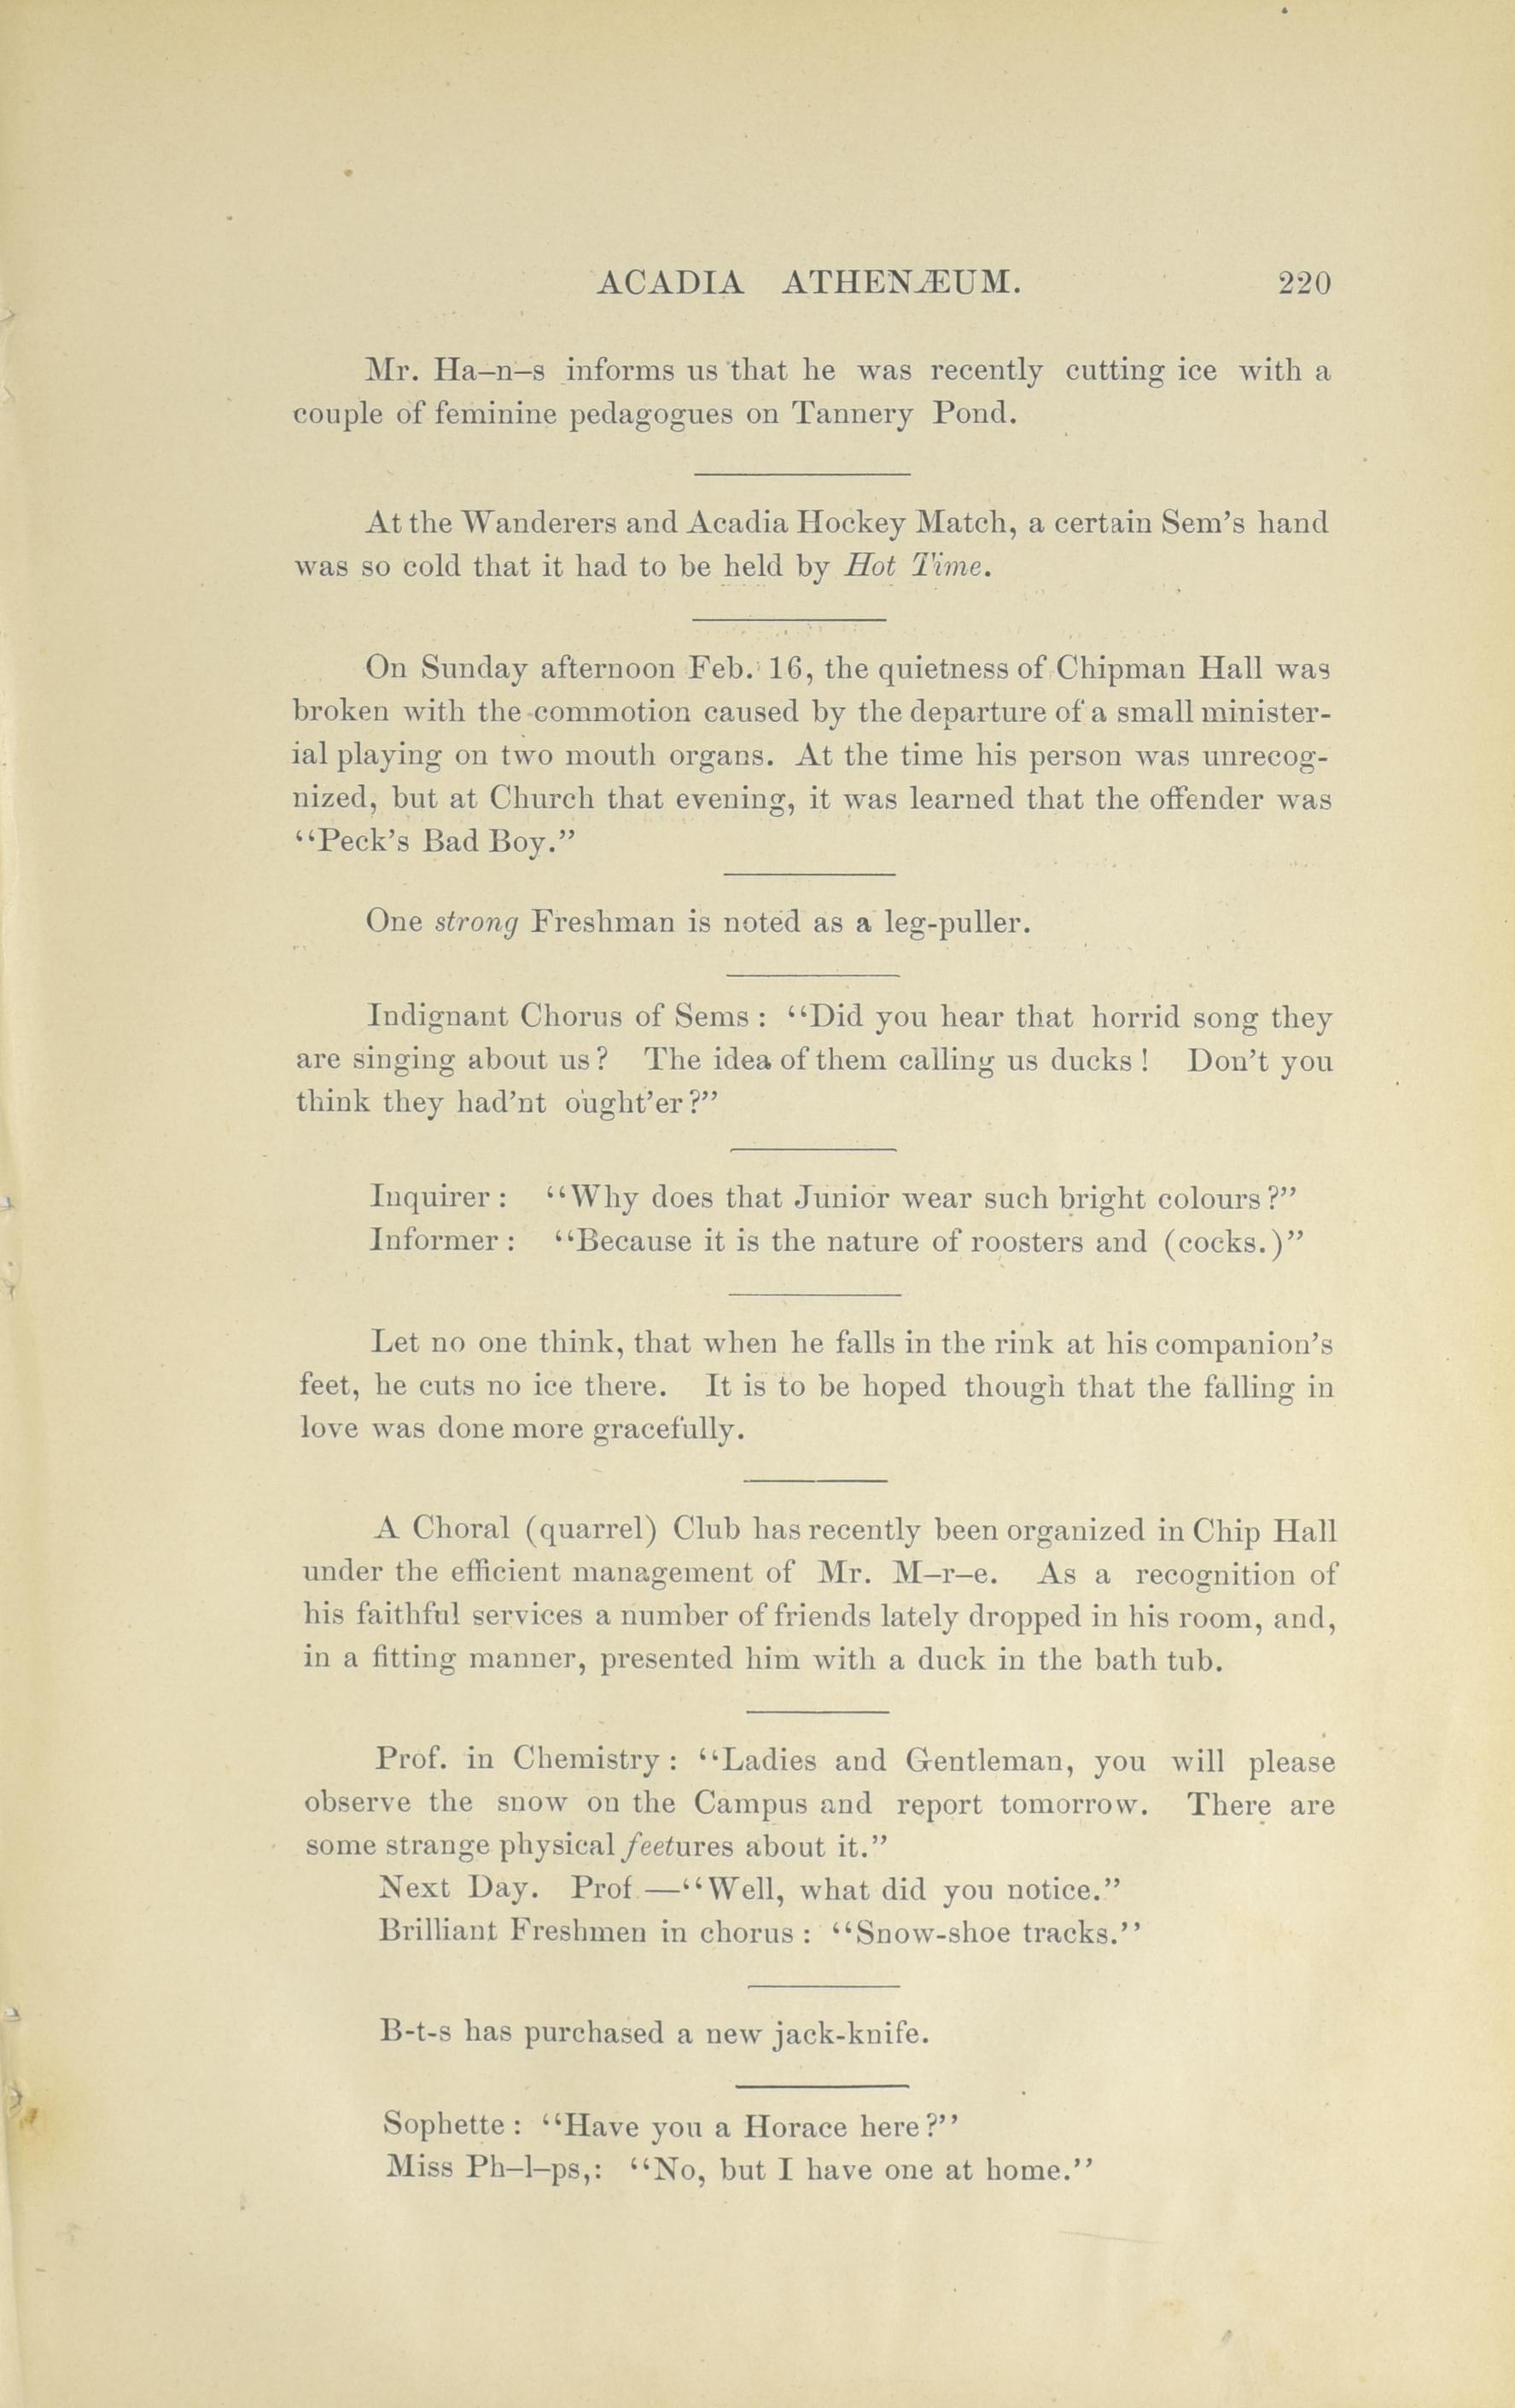 ACADIA ATHENÆUM. 220
Mr. Ha–n–s informs us that he was recently cutting ice with a
couple of feminine pedagogues on Tannery Pond.
At the Wanderers and Acadia Hockey Match, a certain Sem's hand
was so cold that it had to be held by Hot Time.
On Sunday afternoon Feb. 16, the quietness of Chipman Hall was
broken with the commotion caused by the departure of a small minister-
ial playing on two mouth organs. At the time his person was unrecog-
nized, but at Church that evening, it was learned that the offender was
“Peck's Bad Boy.”
One strong Freshman is noted as a leg-puller.
Indignant Chorus of Sems : “Did you hear that horrid song they
are singing about us ? The idea of them calling us ducks ! Don't you
think they had'nt ought'er ?”
Inquirer : “Why does that Junior wear such bright colours ?”
Informer : “Because it is the nature of roosters and (cocks.)”
Let no one think, that when he falls in the rink at his companion's
feet, he cuts no ice there. It is to be hoped though that the falling in
love was done more gracefully.
A Choral (quarrel) Club has recently been organized in Chip Hall
under the efficient management of Mr. M–r–e. As a recognition of
his faithful services a number of friends lately dropped in his room, and,
in a fitting manner, presented him with a duck in the bath tub.
Prof. in Chemistry : “Ladies and Gentleman, you will please
observe the snow on the Campus and report tomorrow. There are
some strange physical feetures about it.”
Next Day. Prof —“Well, what did you notice.”
Brilliant Freshmen in chorus : “Snow-shoe tracks.”
B-t-s has purchased a new jack-knife.
Sophette : “Have you a Horace here ?”
Miss Ph–l–ps,: “No, but I have one at home.”